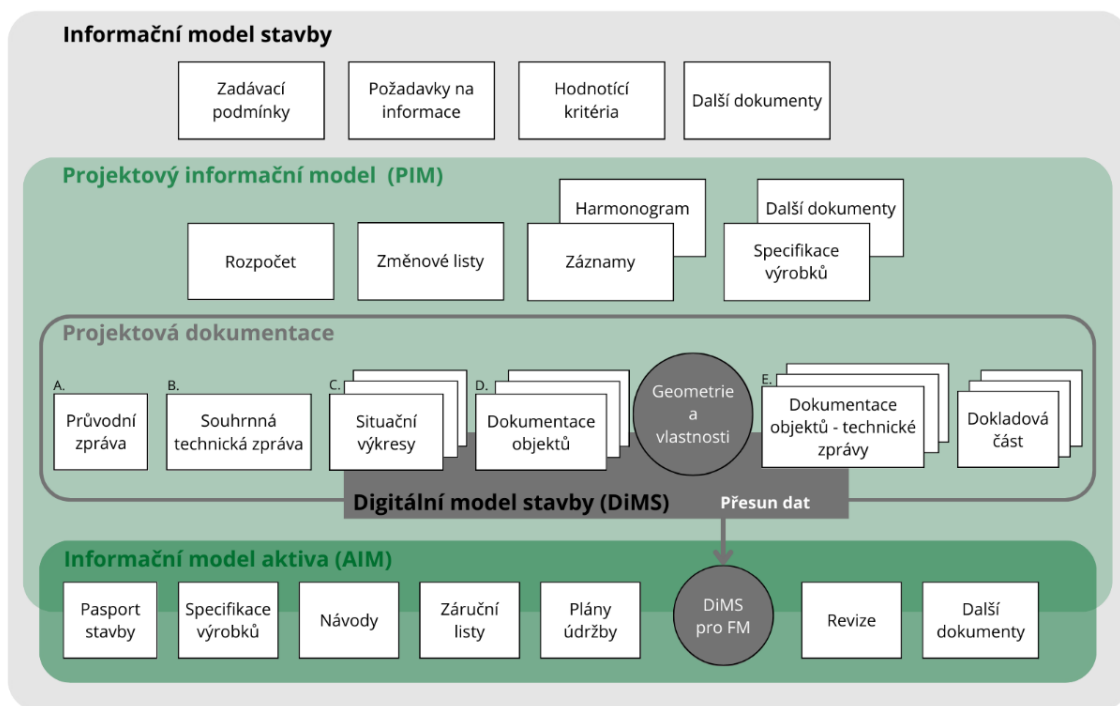 Informační model stavby
Zadávací
podmínky
Požadavky na
informace
Hodnotící
kritéria
Další dokumenty
Projektový informační model (PIM)
Rozpočet
Změnové listy
Harmonogram
Záznamy
Další dokumenty
Specifikace
výrobků
Projektová dokumentace
A.
Průvodní
zpráva
B.
Souhrnná
technická zpráva
C.
Situační
výkresy
D.
Dokumentace
objektů
Geometrie
a
vlastnosti
E.
Dokumentace
objektů - technické
zprávy
Dokladová
část
Digitální model stavby (DiMS)
Přesun dat
Informační model aktiva (AIM)
Pasport
stavby
Specifikace
výrobků
Návody
Záruční
listy
Plány
údržby
DiMS
pro FM
Revize
Další
dokumenty